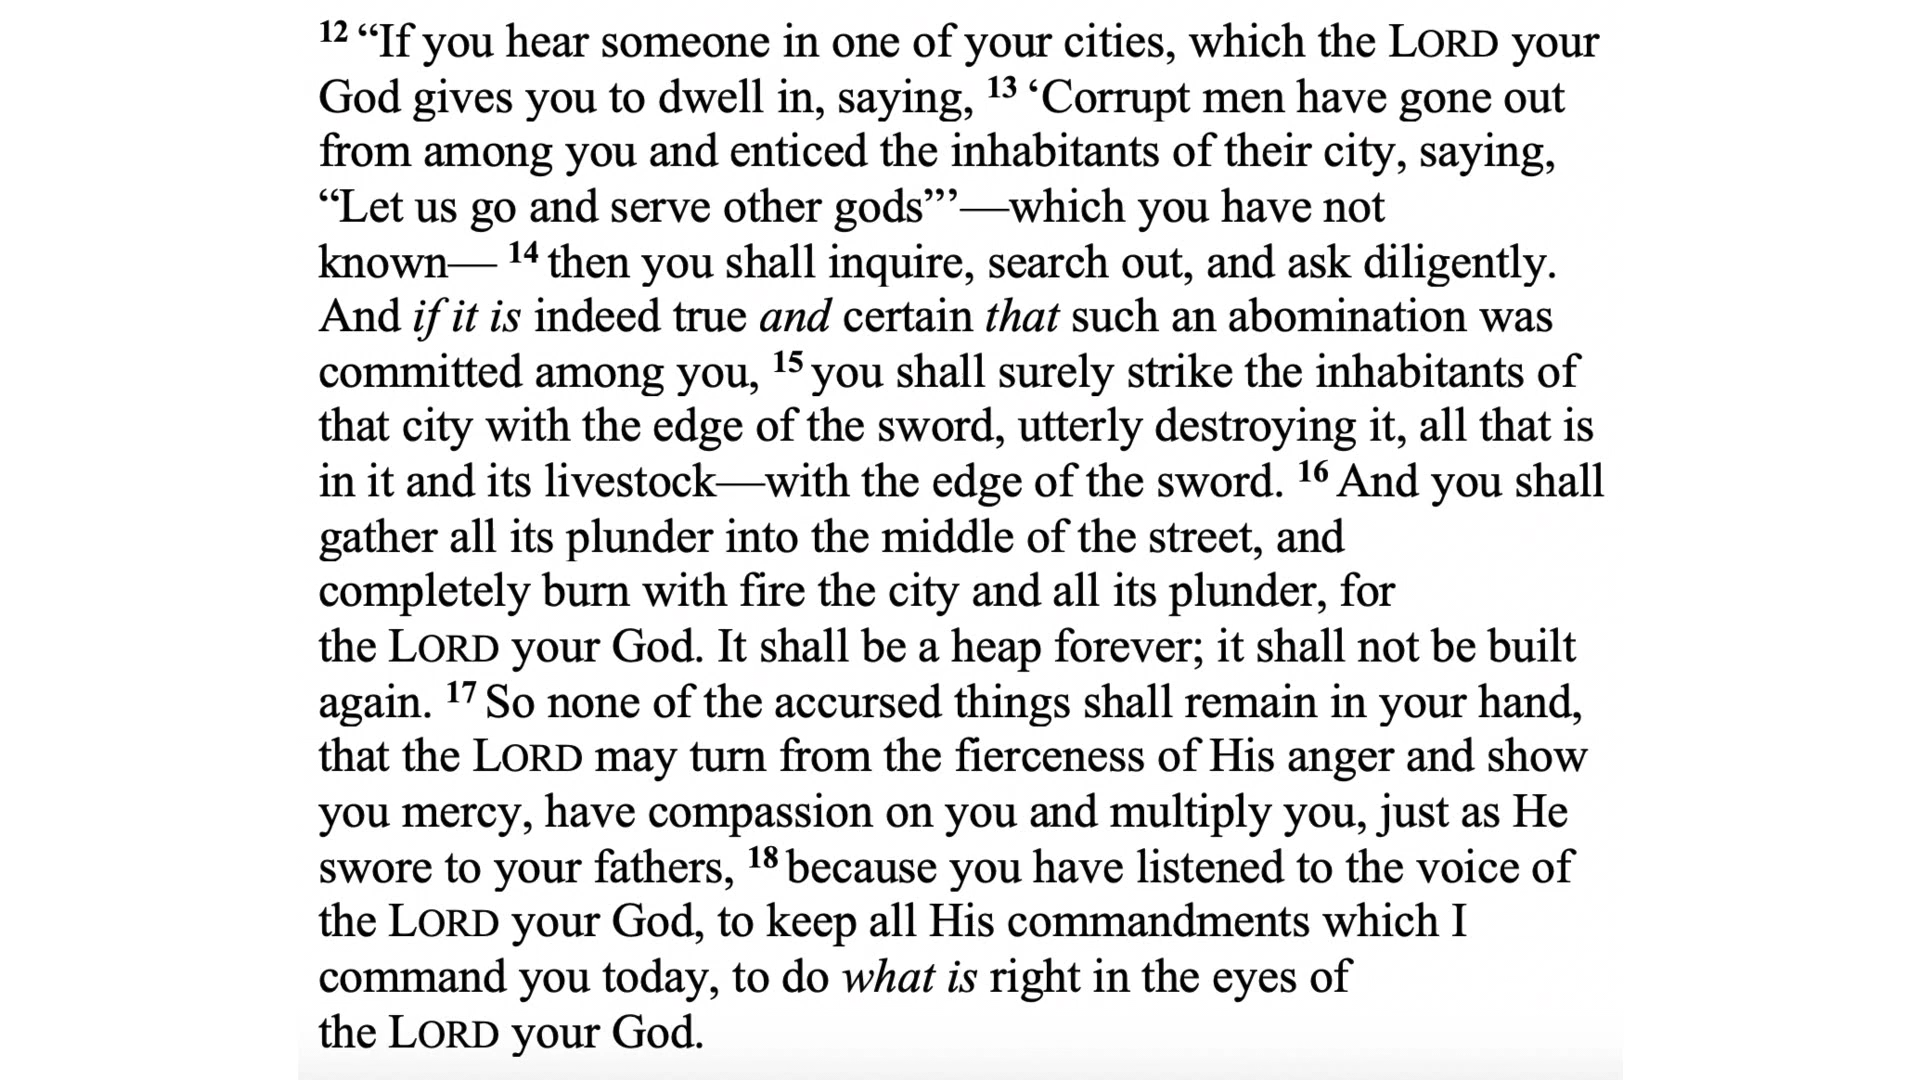 12 “If you hear someone in one of your cities, which the LORD your
God gives you to dwell in, saying, 13 ‘Corrupt men have gone out
from among you and enticed the inhabitants of their city, saying,
“Let us go and serve other gods”’—which you have not
known— 14 then you shall inquire, search out, and ask diligently.
And if it is indeed true and certain that such an abomination was
committed among you, 15 you shall surely strike the inhabitants of
that city with the edge of the sword, utterly destroying it, all that is
in it and its livestock—with the edge of the sword. 16 And you shall
gather all its plunder into the middle of the street, and
completely burn with fire the city and all its plunder, for
the LORD your God. It shall be a heap forever; it shall not be built
again. 17 So none of the accursed things shall remain in your hand,
that the LORD may turn from the fierceness of His anger and show
you mercy, have compassion on you and multiply you, just as He
swore to your fathers, 18 because you have listened to the voice of
the LORD your God, to keep all His commandments which I
command you today, to do what is right in the eyes of
the LORD your God.